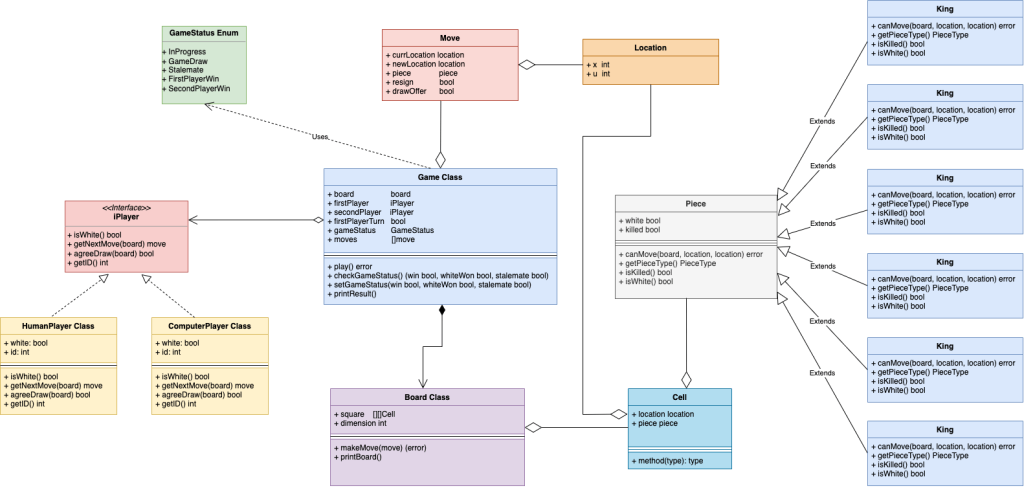 GameStatus Enum
+ InProgress
+ GameDraw
+ Stalemate
+ FirstPlayerWin
+ SecondPlayerWin
Move
+ currLocation location
+ newLocation location
+ piece piece
+ resign bool
+ drawOffer bool
Location
+ x int
+ u int
Uses
<<Interface>>
iPlayer
+ isWhite() bool
+ getNextMove(board) move
+ agreeDraw(board) bool
+ getID() int
Game Class
+ board board
+ firstPlayer iPlayer
+ secondPlayer iPlayer
+ firstPlayerTurn bool
+ gameStatus GameStatus
+ moves []move
+ play() error
+ checkGameStatus() (win bool, whiteWon bool, stalemate bool)
+ setGameStatus(win bool, whiteWon bool, stalemate bool)
+ printResult()
Piece
+ white bool
+ killed bool
+ canMove(board, location, location) error
+ getPieceType() PieceType
+ isKilled() bool
+ isWhite() bool
HumanPlayer Class
+ white: bool
+ id: int
+ isWhite() bool
+ getNextMove(board) move
+ agreeDraw(board) bool
+ getID() int
ComputerPlayer Class
+ white: bool
+ id: int
+ isWhite() bool
+ getNextMove(board) move
+ agreeDraw(board) bool
+ getID() int
Board Class
+ square [][]Cell
+ dimension int
+ makeMove(move) (error)
+ printBoard()
Cell
+ location location
+ piece piece
+ method(type): type
Extends
Extends
Extends
Extends
Extends
Extends
King
+ canMove(board, location, location) error
+ getPieceType() PieceType
+ isKilled() bool
+ isWhite() bool
King
+ canMove(board, location, location) error
+ getPieceType() PieceType
+ isKilled() bool
+ isWhite() bool
King
+ canMove(board, location, location) error
+ getPieceType() PieceType
+ isKilled() bool
+ isWhite() bool
King
+ canMove(board, location, location) error
+ getPieceType() PieceType
+ isKilled() bool
+ isWhite() bool
King
+ canMove(board, location, location) error
+ getPieceType() PieceType
+ isKilled() bool
+ isWhite() bool
King
+ canMove(board, location, location) error
+ getPieceType() PieceType
+ isKilled() bool
+ isWhite() bool